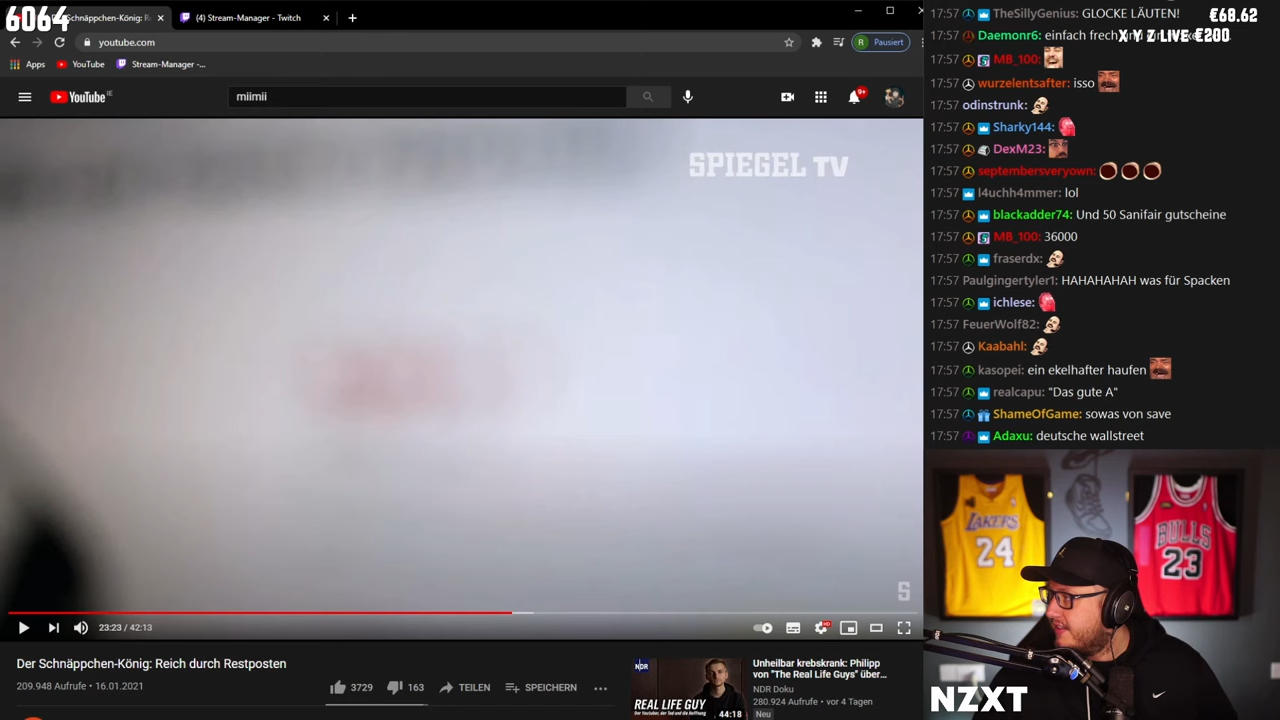 6064
Schnäppchen-König: R
(4) Stream-Manager - Twitch
youtube.com
Pausiert
Apps
YouTube
Stream-Manager -...
YouTube IE
miimii
9+
SPIEGEL TV
S
23:23 / 42:13
HD
Der Schnäppchen-König: Reich durch Restposten
209.948 Aufrufe • 16.01.2021
3729
163
TEILEN
SPEICHERN
NDR
REAL LIFE GUY
44:18
Unheilbar krebskrank: Philipp
von "The Real Life Guys" über...
NDR Doku
280.924 Aufrufe • vor 4 Tagen
Neu
17:57 TheSillyGenius: GLOCKE LÄUTEN!
€68.62
17:57 Daemonr6: einfach frech
X Y Z LIVE €200
17:57 MB_100:
17:57 wurzelentsafter: isso
17:57 odinstrunk:
17:57 Sharky144:
17:57 DexM23:
17:57 septembersveryown:
17:57 l4uchh4mmer: lol
17:57 blackadder74: Und 50 Sanifair gutscheine
17:57 MB_100: 36000
17:57 fraserdx:
17:57 Paulgingertyler1: HAHAHAHAH was für Spacken
17:57 ichlese:
17:57 FeuerWolf82:
17:57 Kaabahl:
17:57 kasopei: ein ekelhafter haufen
17:57 realcapu: "Das gute A"
17:57 ShameOfGame: sowas von save
17:57 Adaxu: deutsche wallstreet
LAKERS
24
BULLS
23
NZXT